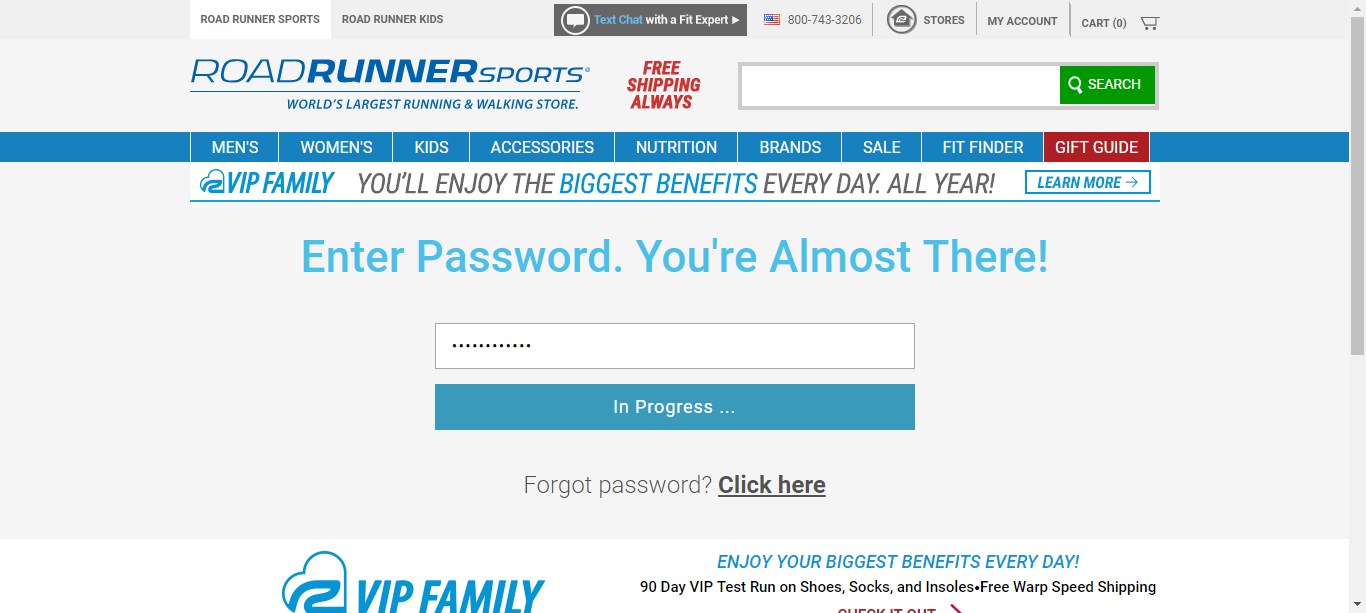 ROAD RUNNER SPORTS ROAD RUNNER KIDS Text Chat with a Fit Expert 800-743-3206 STORES MY ACCOUNT CART (0)
ROADRUNNERSPORTS®
WORLD'S LARGEST RUNNING & WALKING STORE.
FREE
SHIPPING
ALWAYS
SEARCH
MEN'S WOMEN'S KIDS ACCESSORIES NUTRITION BRANDS SALE FIT FINDER GIFT GUIDE
VIP FAMILY YOU'LL ENJOY THE BIGGEST BENEFITS EVERY DAY. ALL YEAR! LEARN MORE →
Enter Password. You're Almost There!
••••••••••••
In Progress ...
Forgot password? Click here
VIP FAMILY
ENJOY YOUR BIGGEST BENEFITS EVERY DAY!
90 Day VIP Test Run on Shoes, Socks, and Insoles•Free Warp Speed Shipping
CHECK IT OUT